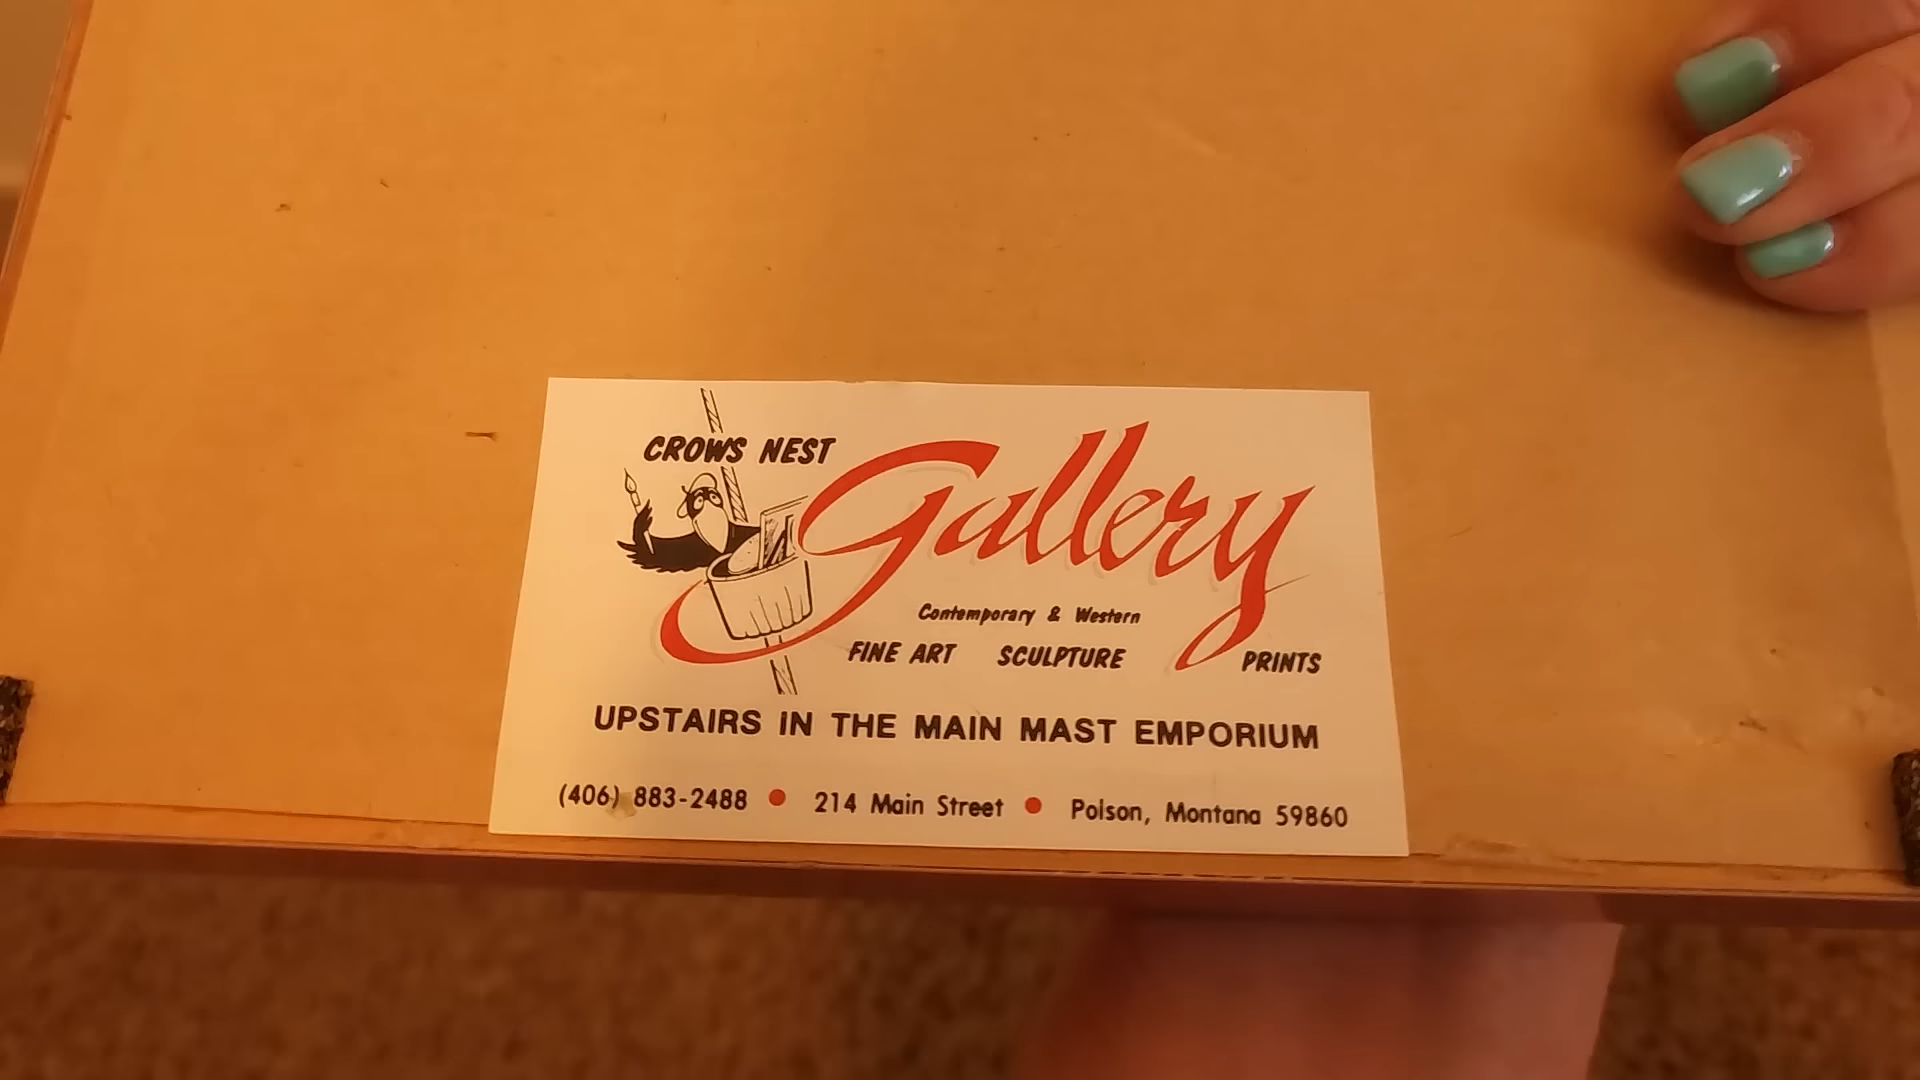 CROWS NEST
Gallery
Contemporary & Western
FINE ART SCULPTURE PRINTS
UPSTAIRS IN THE MAIN MAST EMPORIUM
(406) 883-2488 • 214 Main Street • Polson, Montana 59860